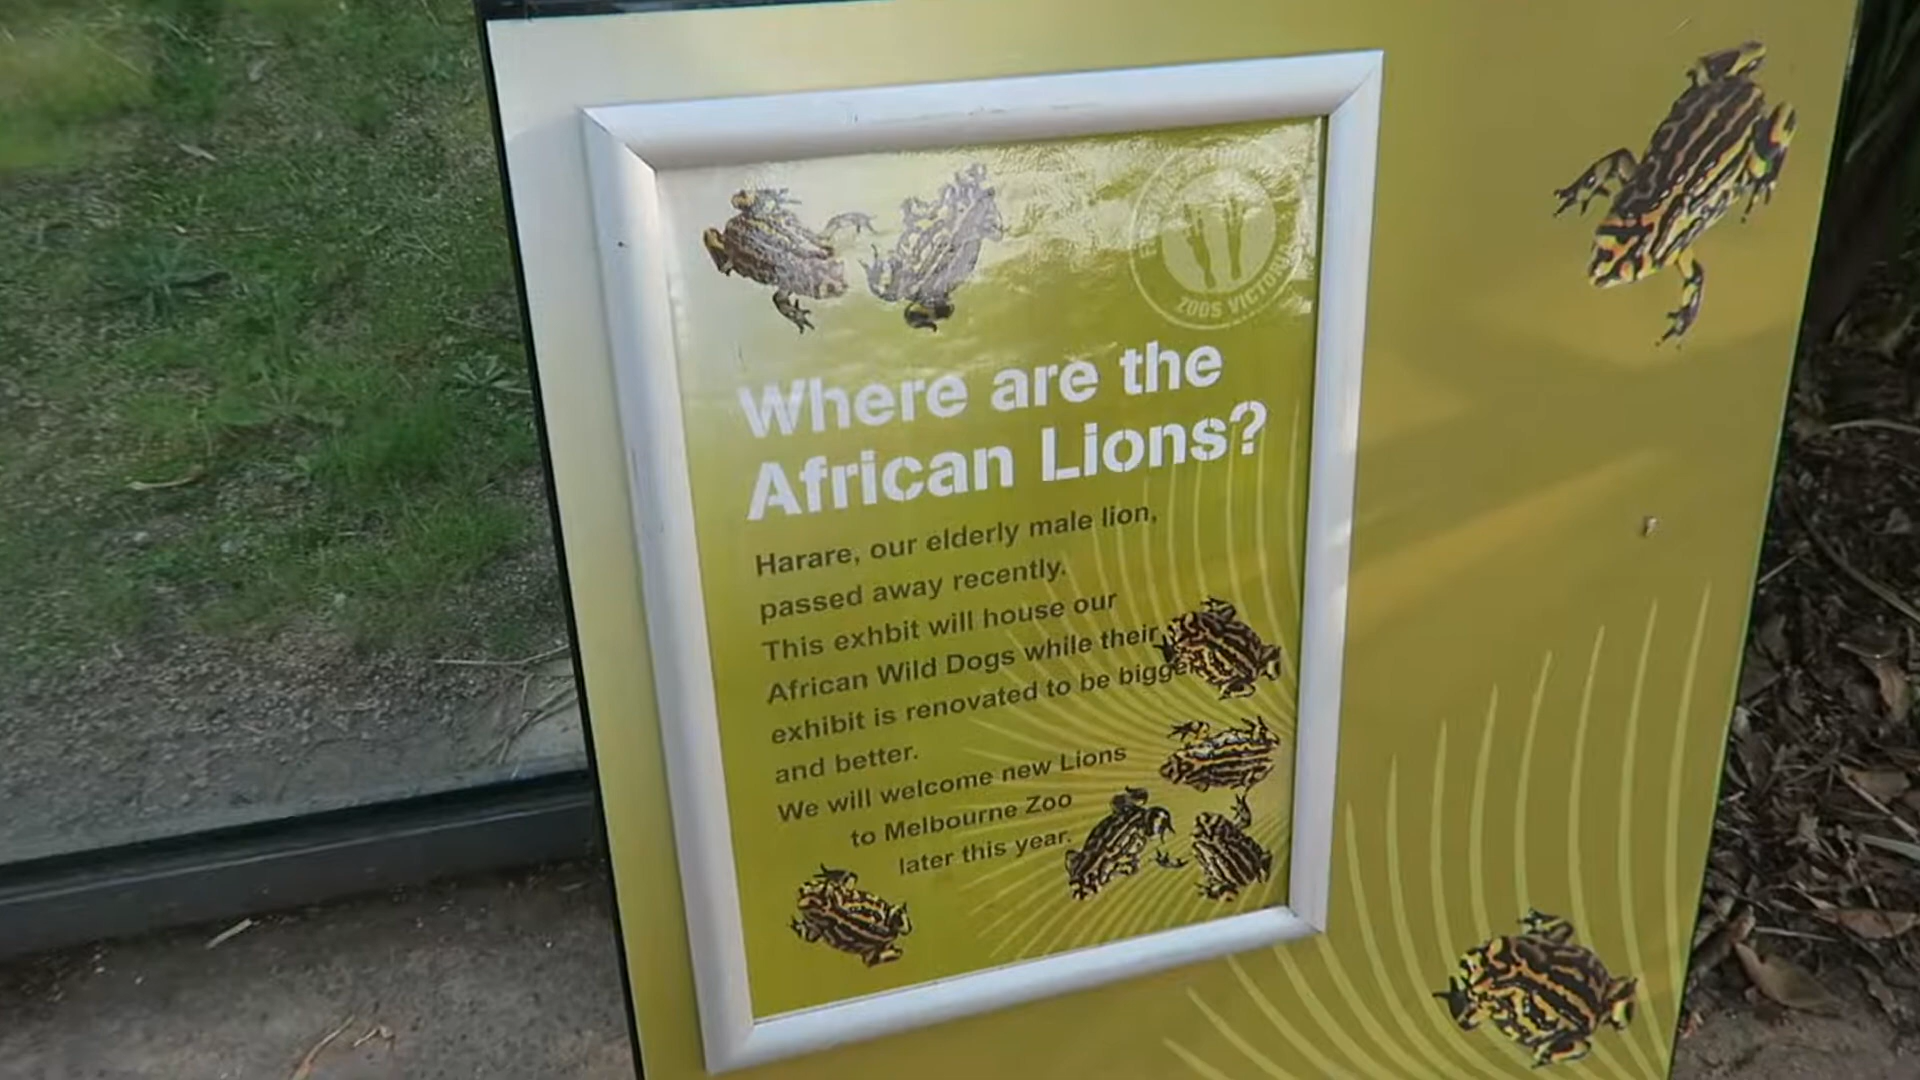 ZOOS VICTORIA
Where are the
African Lions?
Harare, our elderly male lion,
passed away recently.
This exhbit will house our
African Wild Dogs while their
exhibit is renovated to be bigger
and better.
We will welcome new Lions
to Melbourne Zoo
later this year.